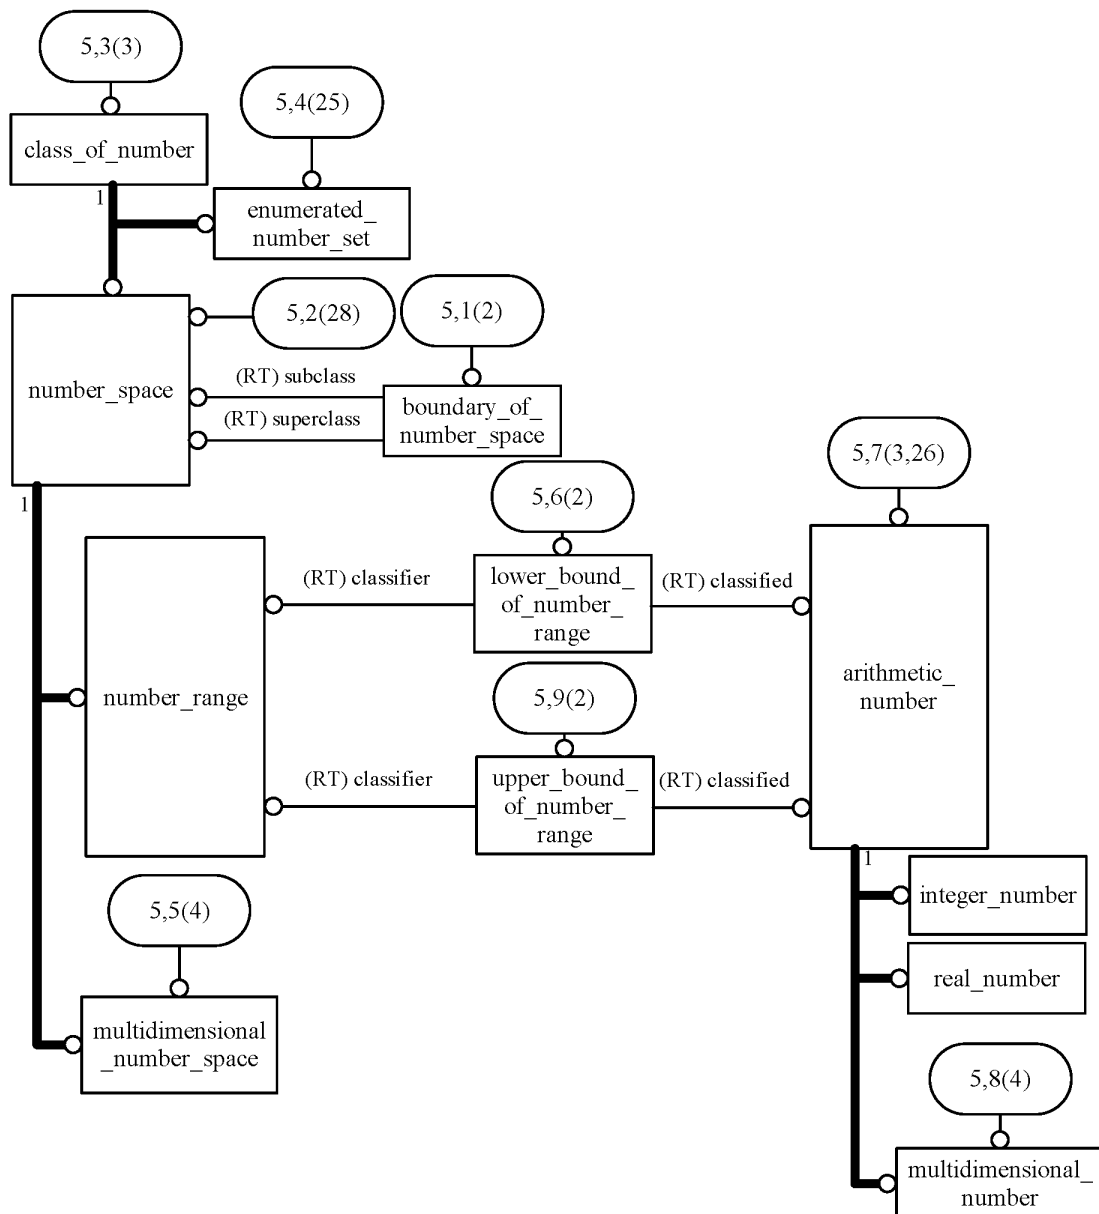 5,3(3)
5,4(25)
class_of_number
1
enumerated_
number_set
5,2(28)
5,1(2)
number_space
(RT) subclass
(RT) superclass
boundary_of_
number_space
1
5,6(2)
5,7(3,26)
(RT) classifier
lower_bound_
of_number_
range
(RT) classified
number_range
5,9(2)
arithmetic_
number
(RT) classifier
upper_bound_
of_number_
range
(RT) classified
1
5,5(4)
integer_number
real_number
multidimensional
_number_space
5,8(4)
multidimensional_
number